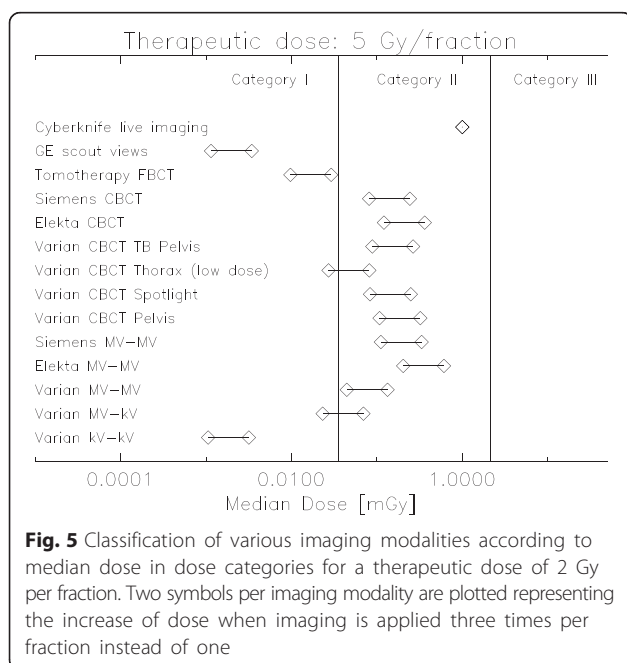 Therapeutic dose: 5 Gy/fraction
Category I Category II Category III
Cyberknife live imaging
GE scout views
Tomotherapy FBCT
Siemens CBCT
Elekta CBCT
Varian CBCT TB Pelvis
Varian CBCT Thorax (low dose)
Varian CBCT Spotlight
Varian CBCT Pelvis
Siemens MV-MV
Elekta MV-MV
Varian MV-MV
Varian MV-kV
Varian kV-kV
0.0001 0.0100 1.0000
Median Dose [mGy]
Fig. 5 Classification of various imaging modalities according to
median dose in dose categories for a therapeutic dose of 2 Gy
per fraction. Two symbols per imaging modality are plotted representing
the increase of dose when imaging is applied three times per
fraction instead of one